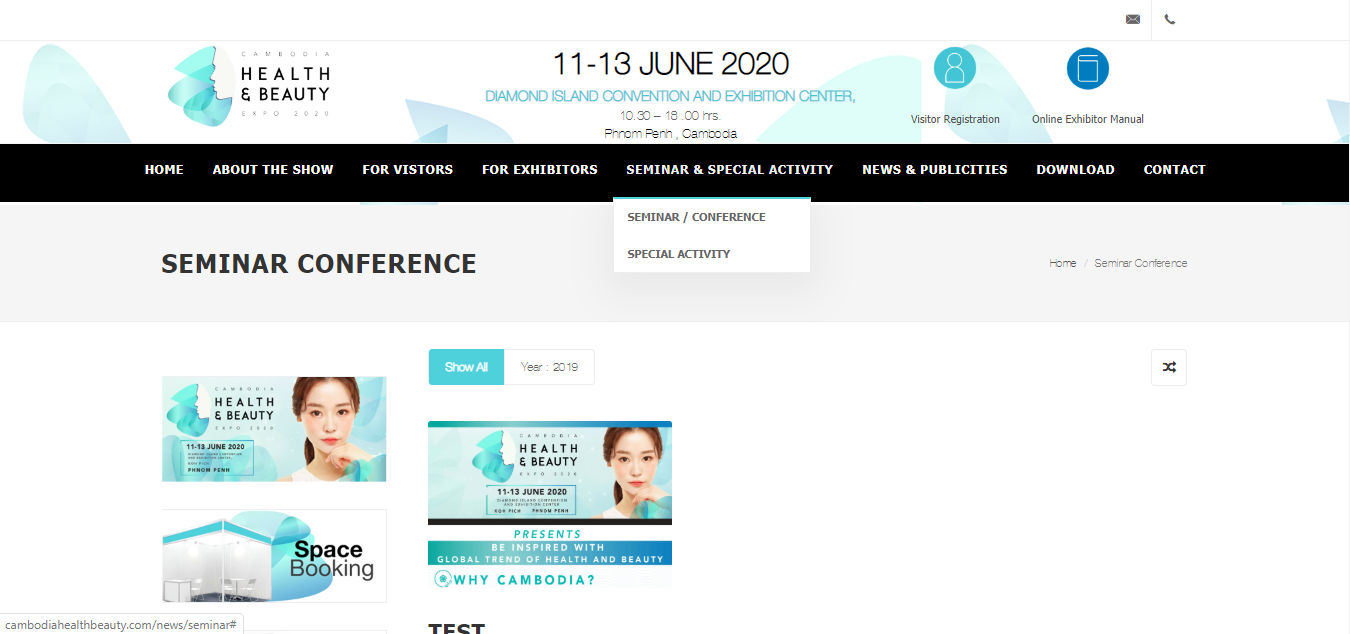 CAMBODIA
HEALTH
& BEAUTY
EXPO 2020
11-13 JUNE 2020
DIAMOND ISLAND CONVENTION AND EXHIBITION CENTER,
10.30 – 18 .00 hrs.
Phnom Penh , Cambodia
Visitor Registration
Online Exhibitor Manual
HOME
ABOUT THE SHOW
FOR VISTORS
FOR EXHIBITORS
SEMINAR & SPECIAL ACTIVITY
NEWS & PUBLICITIES
DOWNLOAD
CONTACT
SEMINAR / CONFERENCE
SPECIAL ACTIVITY
SEMINAR CONFERENCE
Home / Seminar Conference
Show All
Year : 2019
CAMBODIA
HEALTH
& BEAUTY
EXPO 2020
11-13 JUNE 2020
DIAMOND ISLAND CONVENTION
AND EXHIBITION CENTER,
KOH PICH
PHNOM PENH
Space
Booking
CAMBODIA
HEALTH
& BEAUTY
EXPO 2020
11-13 JUNE 2020
DIAMOND ISLAND CONVENTION
AND EXHIBITION CENTER
KOH PICH PHNOM PENH
PRESENTS
BE INSPIRED WITH
GLOBAL TREND OF HEALTH AND BEAUTY
WHY CAMBODIA?
TEST
cambodiahealthbeauty.com/news/seminar#